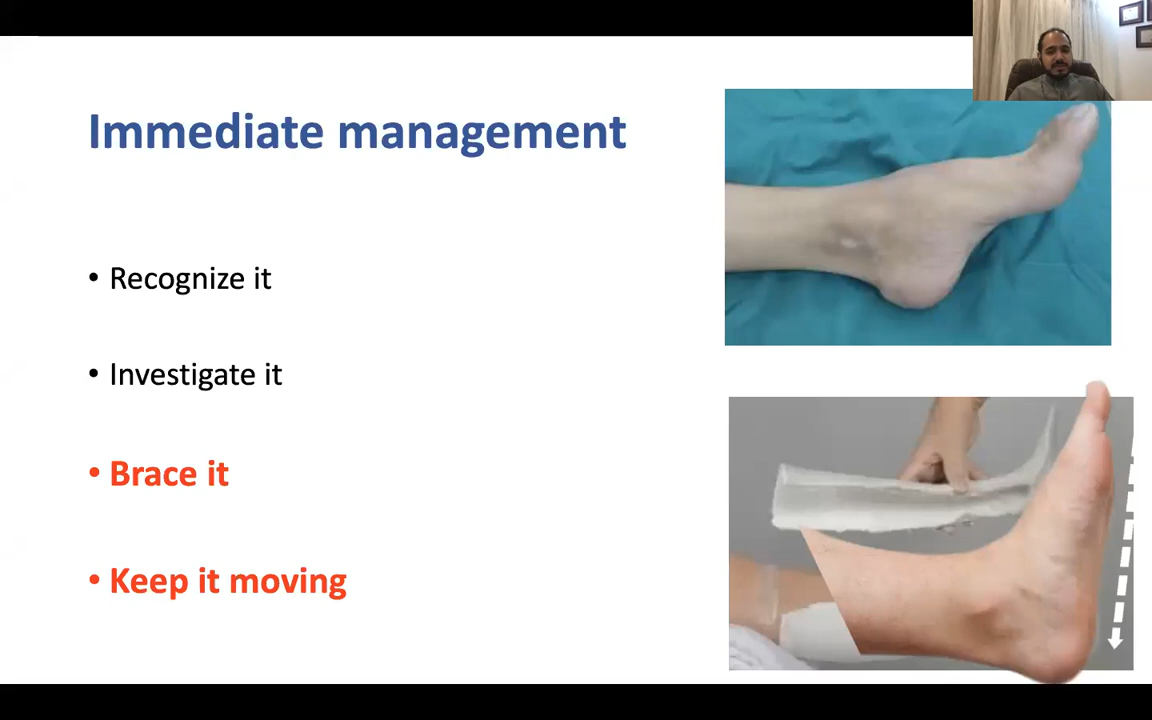 Immediate management
• Recognize it
• Investigate it
• Brace it
• Keep it moving